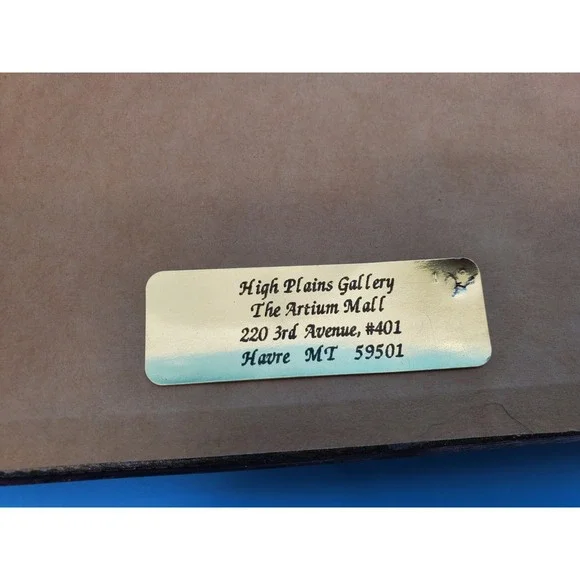 High Plains Gallery
The Artium Mall
220 3rd Avenue, #401
Havre MT 59501